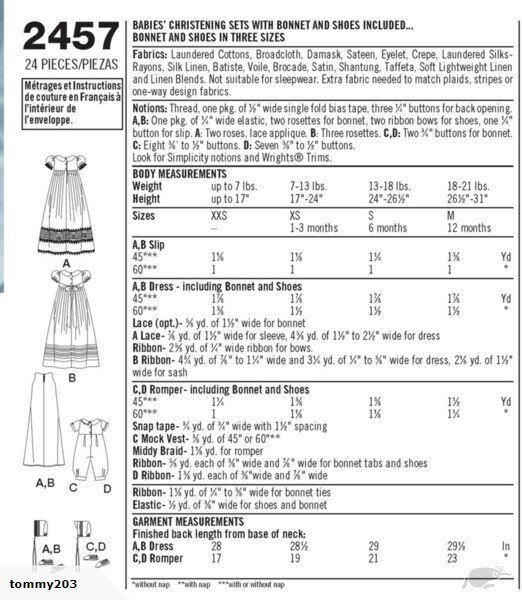 2457
24 PIECES/PIEZAS
Métrages et Instructions
de couture en Français à
l'intérieur de
l'enveloppe.
A
B
A,B
C
D
A,B
C,D
tommy203
BABIES' CHRISTENING SETS WITH BONNET AND SHOES INCLUDED...
BONNET AND SHOES IN THREE SIZES
Fabrics: Laundered Cottons, Broadcloth, Damask, Sateen, Eyelet, Crepe, Laundered Silks-
Rayons, Silk Linen, Batiste, Voile, Brocade, Satin, Shantung, Taffeta, Soft Lightweight Linen
and Linen Blends. Not suitable for sleepwear. Extra fabric needed to match plaids, stripes or
one-way design fabrics.
Notions: Thread, one pkg. of ½" wide single fold bias tape, three ¼" buttons for back opening.
A,B: One pkg. of ¼" wide elastic, two rosettes for bonnet, two ribbon bows for shoes, one ¼"
button for slip. A: Two roses, lace applique. B: Three rosettes. C,D: Two ¾" buttons for bonnet.
C: Eight ⅜" to ½" buttons. D: Seven ⅜" to ½" buttons.
Look for Simplicity notions and Wrights® Trims.
BODY MEASUREMENTS
Weight up to 7 lbs. 7-13 lbs. 13-18 lbs. 18-21 lbs.
Height up to 17" 17"-24" 24"-26½" 26½"-31"
Sizes XXS XS S M
– 1-3 months 6 months 12 months
A,B Slip
45"** 1⅛ 1⅛ 1¼ 1⅜ Yd
60"** 1 1 1 1 "
A,B Dress - including Bonnet and Shoes
45"** 1⅞ 1⅞ 1⅞ Yd
60"** "
Lace (opt.)- ⅝ yd. of 1½" wide for bonnet
A Lace- ⅞ yd. of 1½" wide for sleeve, 4⅝ yd. of 1½" to 2½" wide for dress
Ribbon- 2⅝ yd. of ¼" wide ribbon for bows.
B Ribbon- 4¾ yd. of ⅞" to 1¼" wide and 3¾ yd. of ¼" to ⅜" wide for dress, 2⅛ yd. of 1½"
wide for sash
C,D Romper- including Bonnet and Shoes
45"** 1¼ 1⅜ 1⅜ 1½ Yd
60"** 1 1⅛ 1¼ "
Snap tape- ¾ yd. of ¾" wide with 1½" spacing
C Mock Vest- ⅜ yd. of 45" or 60"**
Middy Braid- 1⅛ yd. for romper
Ribbon- ⅝ yd. each of ⅜" wide and ⅞" wide for bonnet tabs and shoes
D Ribbon- 1⅜ yd. each of ⅜"wide and ⅞" wide
Ribbon- 1⅛ yd. of ¼" to ⅜" wide for bonnet ties
Elastic- ½ yd. of ⅜" wide for shoes and bonnet
GARMENT MEASUREMENTS
Finished back length from base of neck:
A,B Dress 28 28½ 29 29½ In
C,D Romper 17 19 21 23 "
*without nap **with nap ***with or without nap